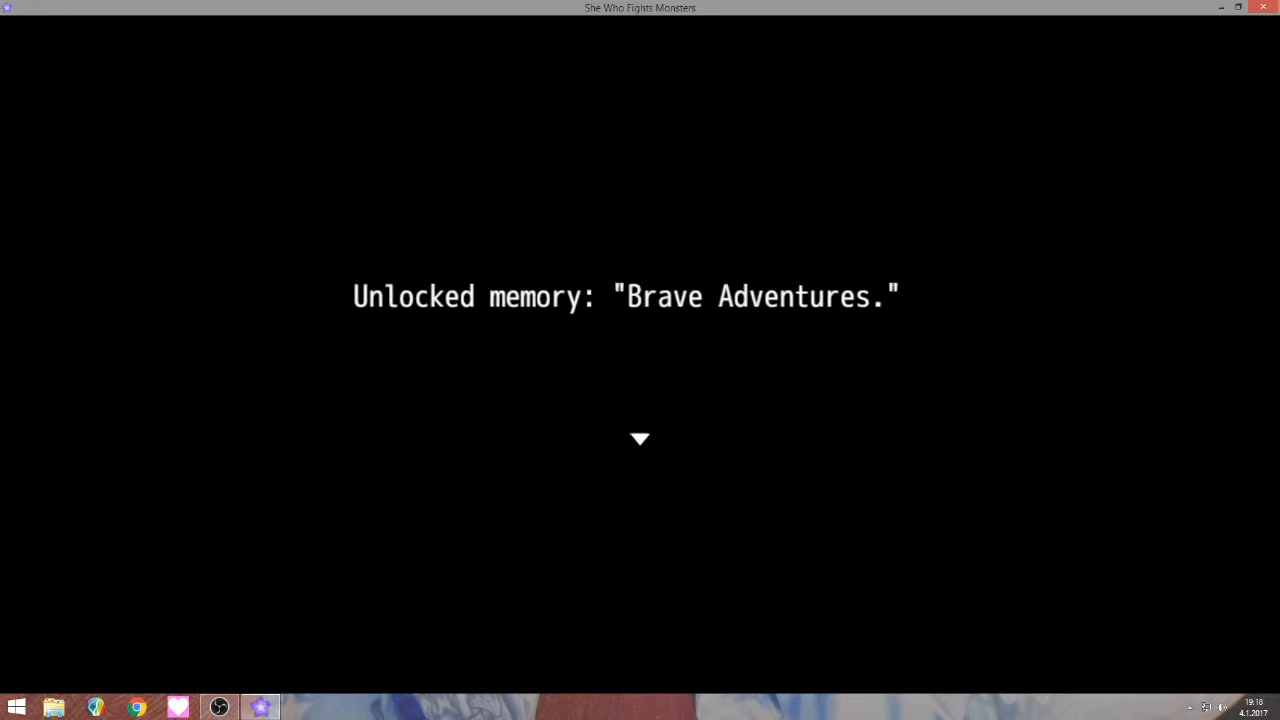 She Who Fights Monsters
Unlocked memory: "Brave Adventures."
19:18
4.1.2017